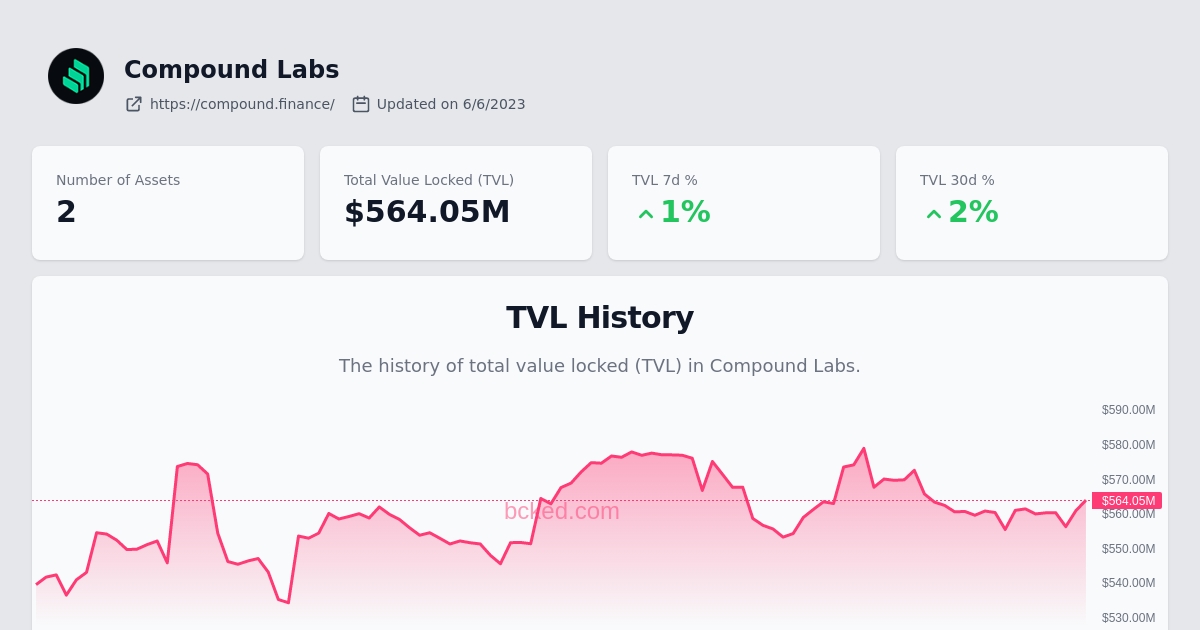 Compound Labs
https://compound.finance/ Updated on 6/6/2023
Number of Assets
2
Total Value Locked (TVL)
$564.05M
TVL 7d %
1%
TVL 30d %
2%
TVL History
The history of total value locked (TVL) in Compound Labs.
$590.00M
$580.00M
$570.00M
$564.05M
bcked.com
$560.00M
$550.00M
$540.00M
$530.00M